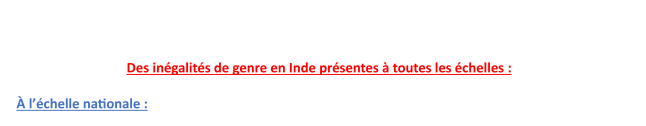 Des inégalités de genre en Inde présentes à toutes les échelles :
À l’échelle nationale :